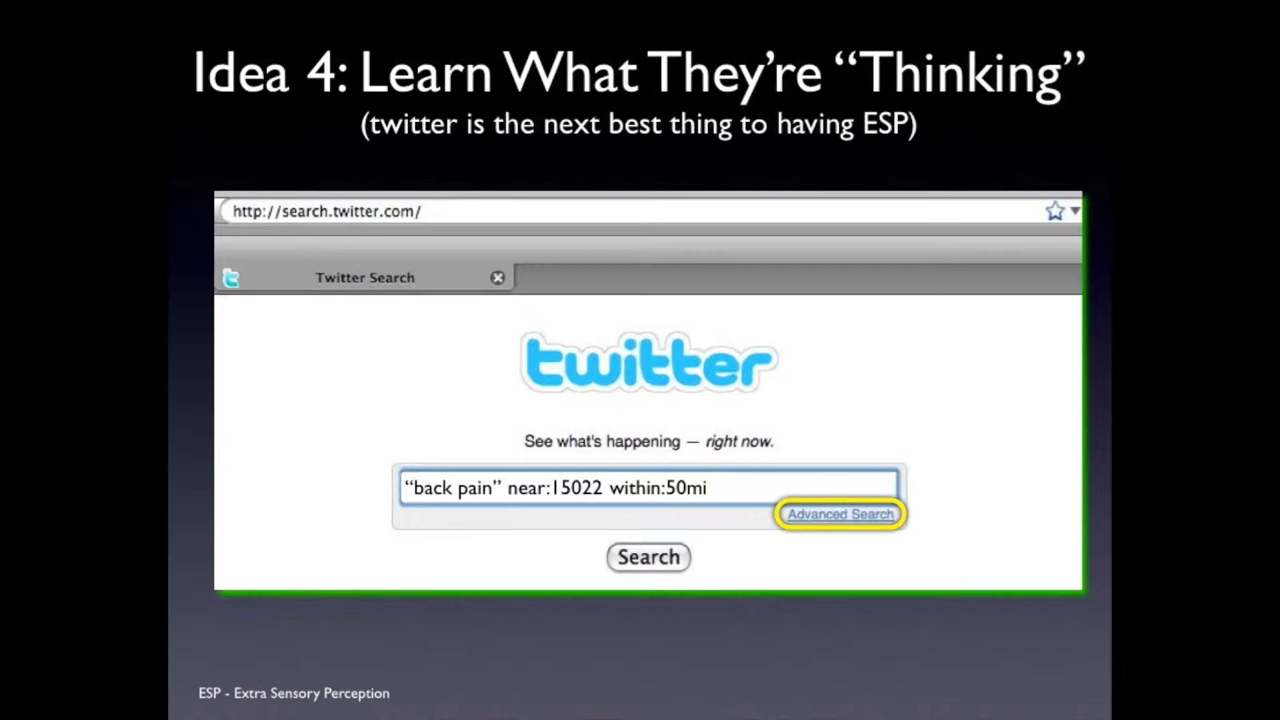 Idea 4: Learn What They're “Thinking”
(twitter is the next best thing to having ESP)
http://search.twitter.com/
Twitter Search
twitter
See what's happening — right now.
“back pain” near:15022 within:50mi
Advanced Search
Search
ESP - Extra Sensory Perception